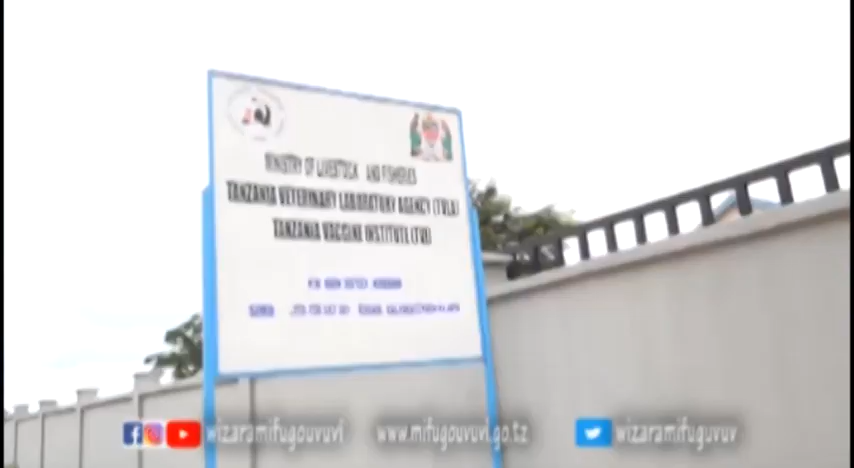 MINISTRY OF LIVESTOCK AND FISHERIES
TANZANIA VETERINARY LABORATORY AGENCY (TVLA)
TANZANIA VACCINE INSTITUTE (TVI)
wizaramifugouvuvi www.mifugouvuvi.go.tz wizaramifuguvuv